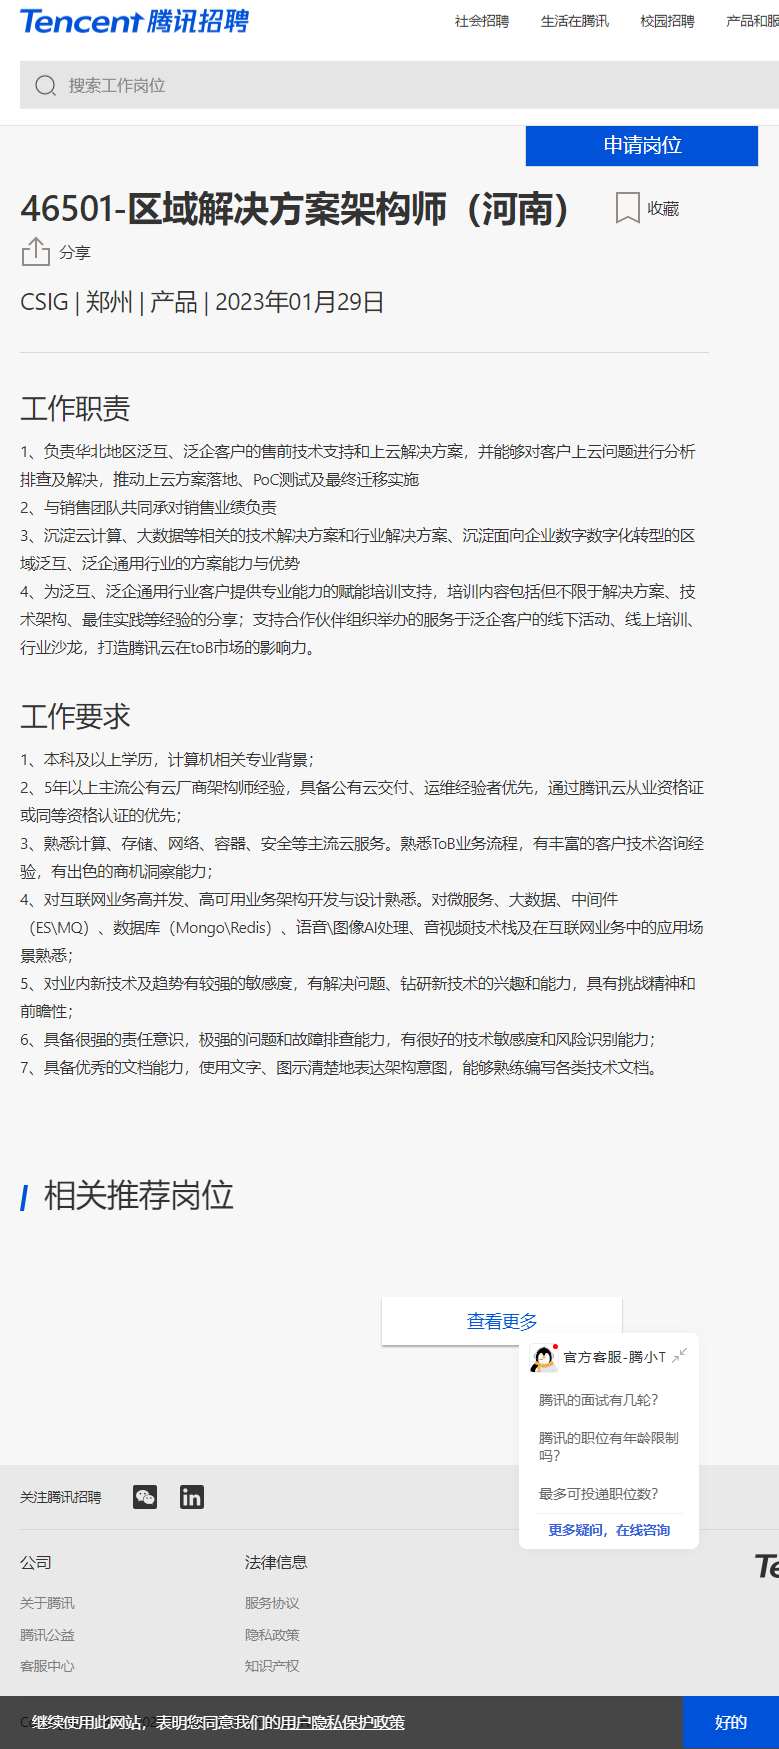 Tencent 腾讯招聘
社会招聘 生活在腾讯 校园招聘 产品和服
搜索工作岗位
申请岗位
46501-区域解决方案架构师（河南）
收藏
分享
CSIG | 郑州 | 产品 | 2023年01月29日
工作职责
1、负责华北地区泛互、泛企客户的售前技术支持和上云解决方案，并能够对客户上云问题进行分析
排查及解决，推动上云方案落地、PoC测试及最终迁移实施
2、与销售团队共同承对销售业绩负责
3、沉淀云计算、大数据等相关的技术解决方案和行业解决方案、沉淀面向企业数字数字化转型的区
域泛互、泛企通用行业的方案能力与优势
4、为泛互、泛企通用行业客户提供专业能力的赋能培训支持，培训内容包括但不限于解决方案、技
术架构、最佳实践等经验的分享；支持合作伙伴组织举办的服务于泛企客户的线下活动、线上培训、
行业沙龙，打造腾讯云在toB市场的影响力。
工作要求
1、本科及以上学历，计算机相关专业背景；
2、5年以上主流公有云厂商架构师经验，具备公有云交付、运维经验者优先，通过腾讯云从业资格证
或同等资格认证的优先；
3、熟悉计算、存储、网络、容器、安全等主流云服务。熟悉ToB业务流程，有丰富的客户技术咨询经
验，有出色的商机洞察能力；
4、对互联网业务高并发、高可用业务架构开发与设计熟悉。对微服务、大数据、中间件
（ES\MQ）、数据库（Mongo\Redis）、语音\图像AI处理、音视频技术栈及在互联网业务中的应用场
景熟悉；
5、对业内新技术及趋势有较强的敏感度，有解决问题、钻研新技术的兴趣和能力，具有挑战精神和
前瞻性；
6、具备很强的责任意识，极强的问题和故障排查能力，有很好的技术敏感度和风险识别能力；
7、具备优秀的文档能力，使用文字、图示清楚地表达架构意图，能够熟练编写各类技术文档。
相关推荐岗位
查看更多
官方客服-腾小T
腾讯的面试有几轮？
腾讯的职位有年龄限制
吗？
最多可投递职位数？
更多疑问，在线咨询
关注腾讯招聘
公司 法律信息
Te
关于腾讯 服务协议
腾讯公益 隐私政策
客服中心 知识产权
继续使用此网站，表明您同意我们的用户隐私保护政策
好的